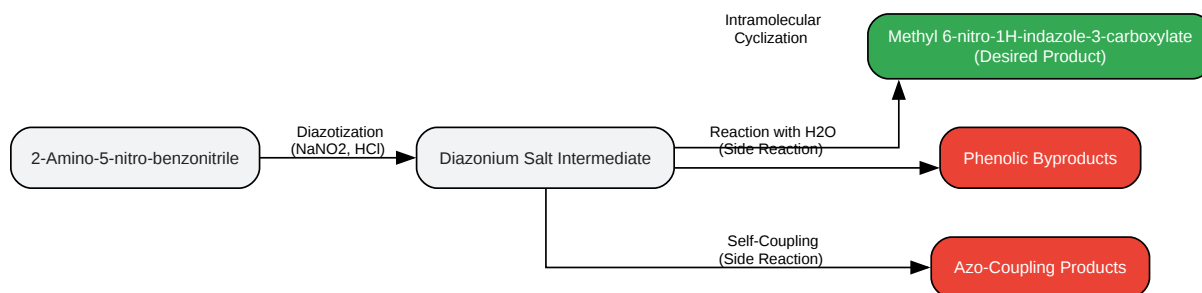 Intramolecular
Cyclization
Methyl 6-nitro-1H-indazole-3-carboxylate
(Desired Product)
2-Amino-5-nitro-benzonitrile
Diazotization
(NaNO2, HCl)
Diazonium Salt Intermediate
Reaction with H2O
(Side Reaction)
Phenolic Byproducts
Self-Coupling
(Side Reaction)
Azo-Coupling Products